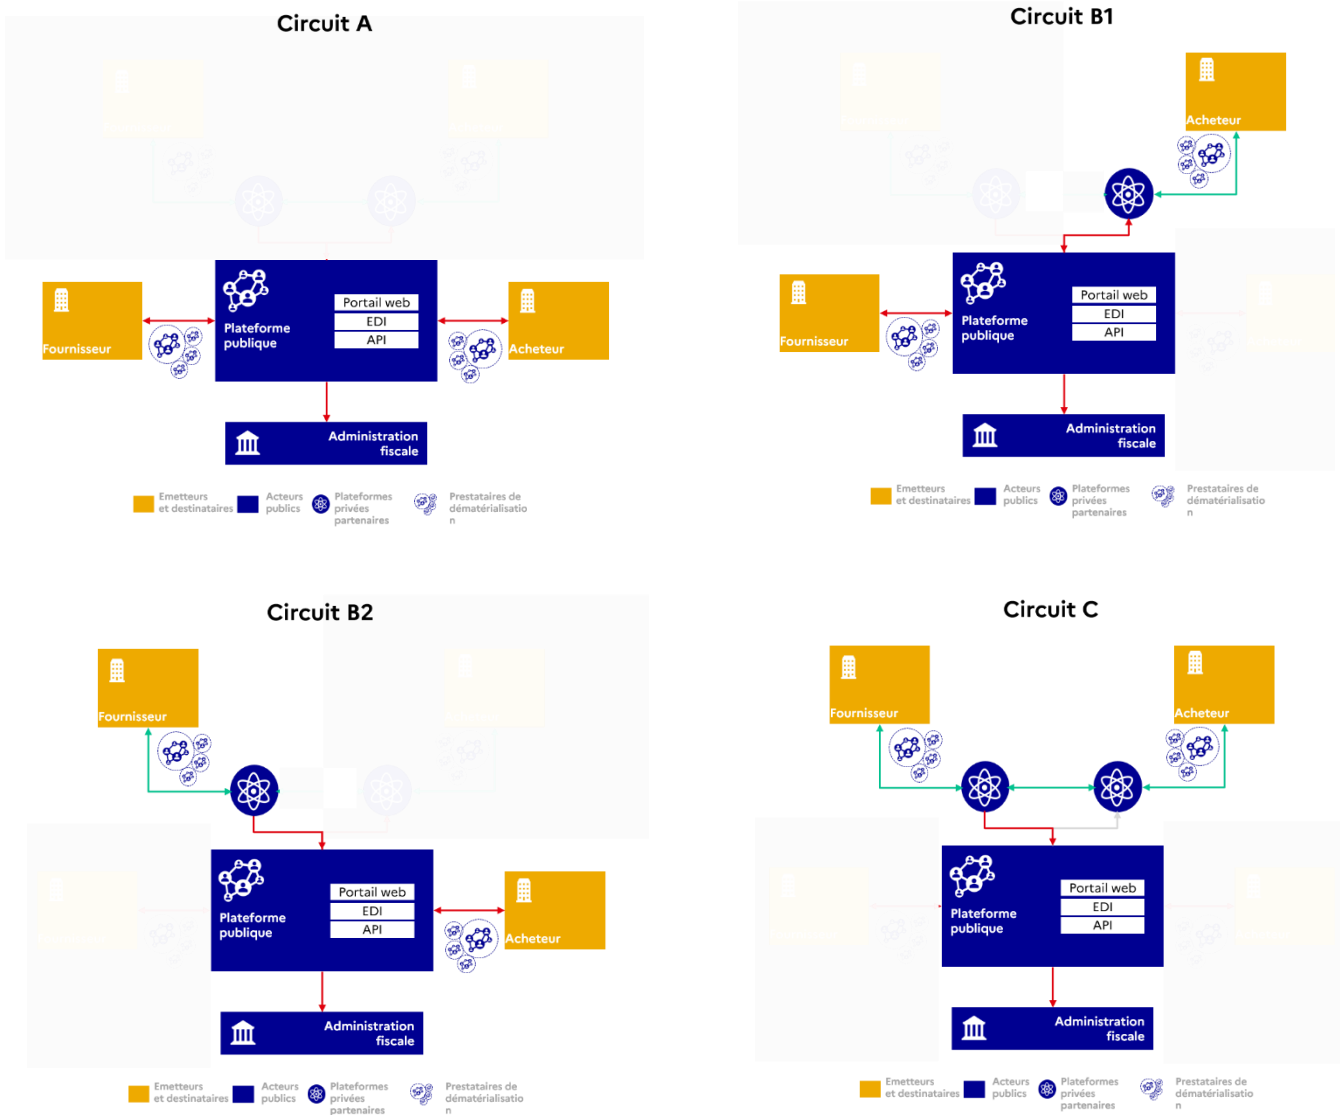 Circuit A
Portail web
EDI
API
Plateforme
publique
Fournisseur
Acheteur
Administration
fiscale
Emetteurs
et destinataires
Acteurs
publics
Plateformes
privées
partenaires
Prestataires de
dématérialisatio
n
Circuit B1
Acheteur
Portail web
EDI
API
Plateforme
publique
Fournisseur
Administration
fiscale
Emetteurs
et destinataires
Acteurs
publics
Plateformes
privées
partenaires
Prestataires de
dématérialisatio
n
Circuit B2
Fournisseur
Portail web
EDI
API
Plateforme
publique
Acheteur
Administration
fiscale
Emetteurs
et destinataires
Acteurs
publics
Plateformes
privées
partenaires
Prestataires de
dématérialisatio
n
Circuit C
Fournisseur
Acheteur
Portail web
EDI
API
Plateforme
publique
Administration
fiscale
Emetteurs
et destinataires
Acteurs
publics
Plateformes
privées
partenaires
Prestataires de
dématérialisatio
n